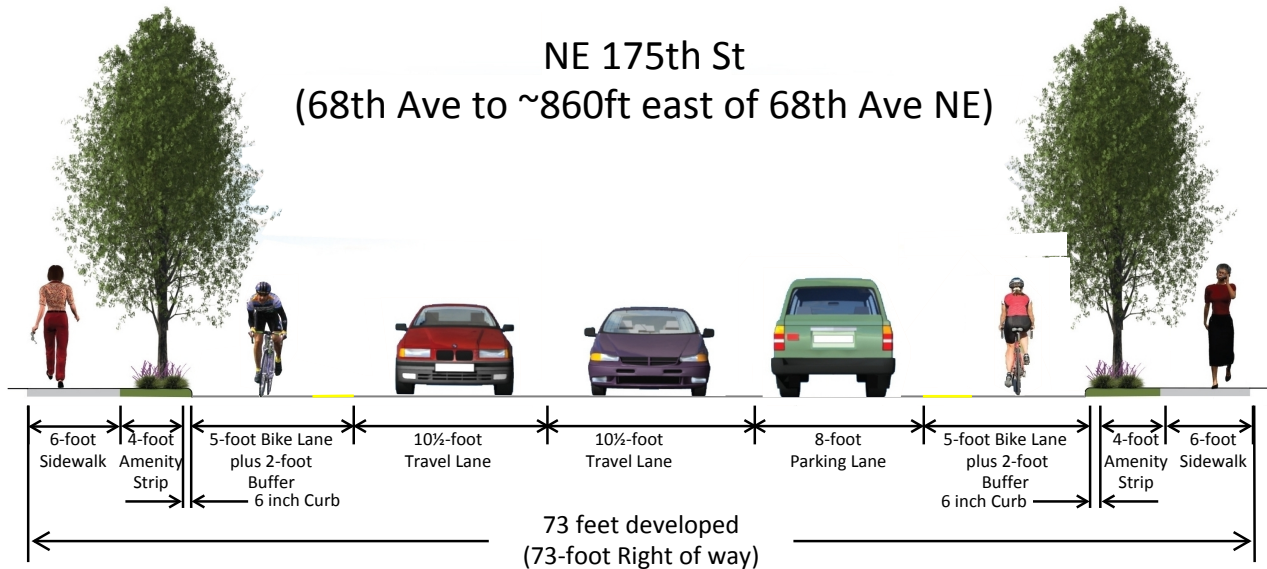 NE 175th St
(68th Ave to ~860ft east of 68th Ave NE)
6-foot
Sidewalk
4-foot
Amenity
Strip
5-foot Bike Lane
plus 2-foot
Buffer
6 inch Curb
10½-foot
Travel Lane
10½-foot
Travel Lane
8-foot
Parking Lane
5-foot Bike Lane
plus 2-foot
Buffer
6 inch Curb
4-foot
Amenity
Strip
6-foot
Sidewalk
73 feet developed
(73-foot Right of way)